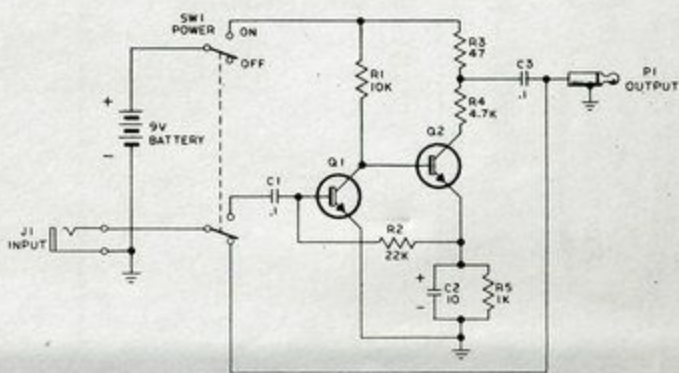 SW1
POWER
ON
OFF
+
9V
BATTERY
-
J1
INPUT
R1
10K
R3
47
R4
4.7K
C3
.1
P1
OUTPUT
Q1
Q2
C1
.1
R2
22K
+
C2
10
-
R5
1K